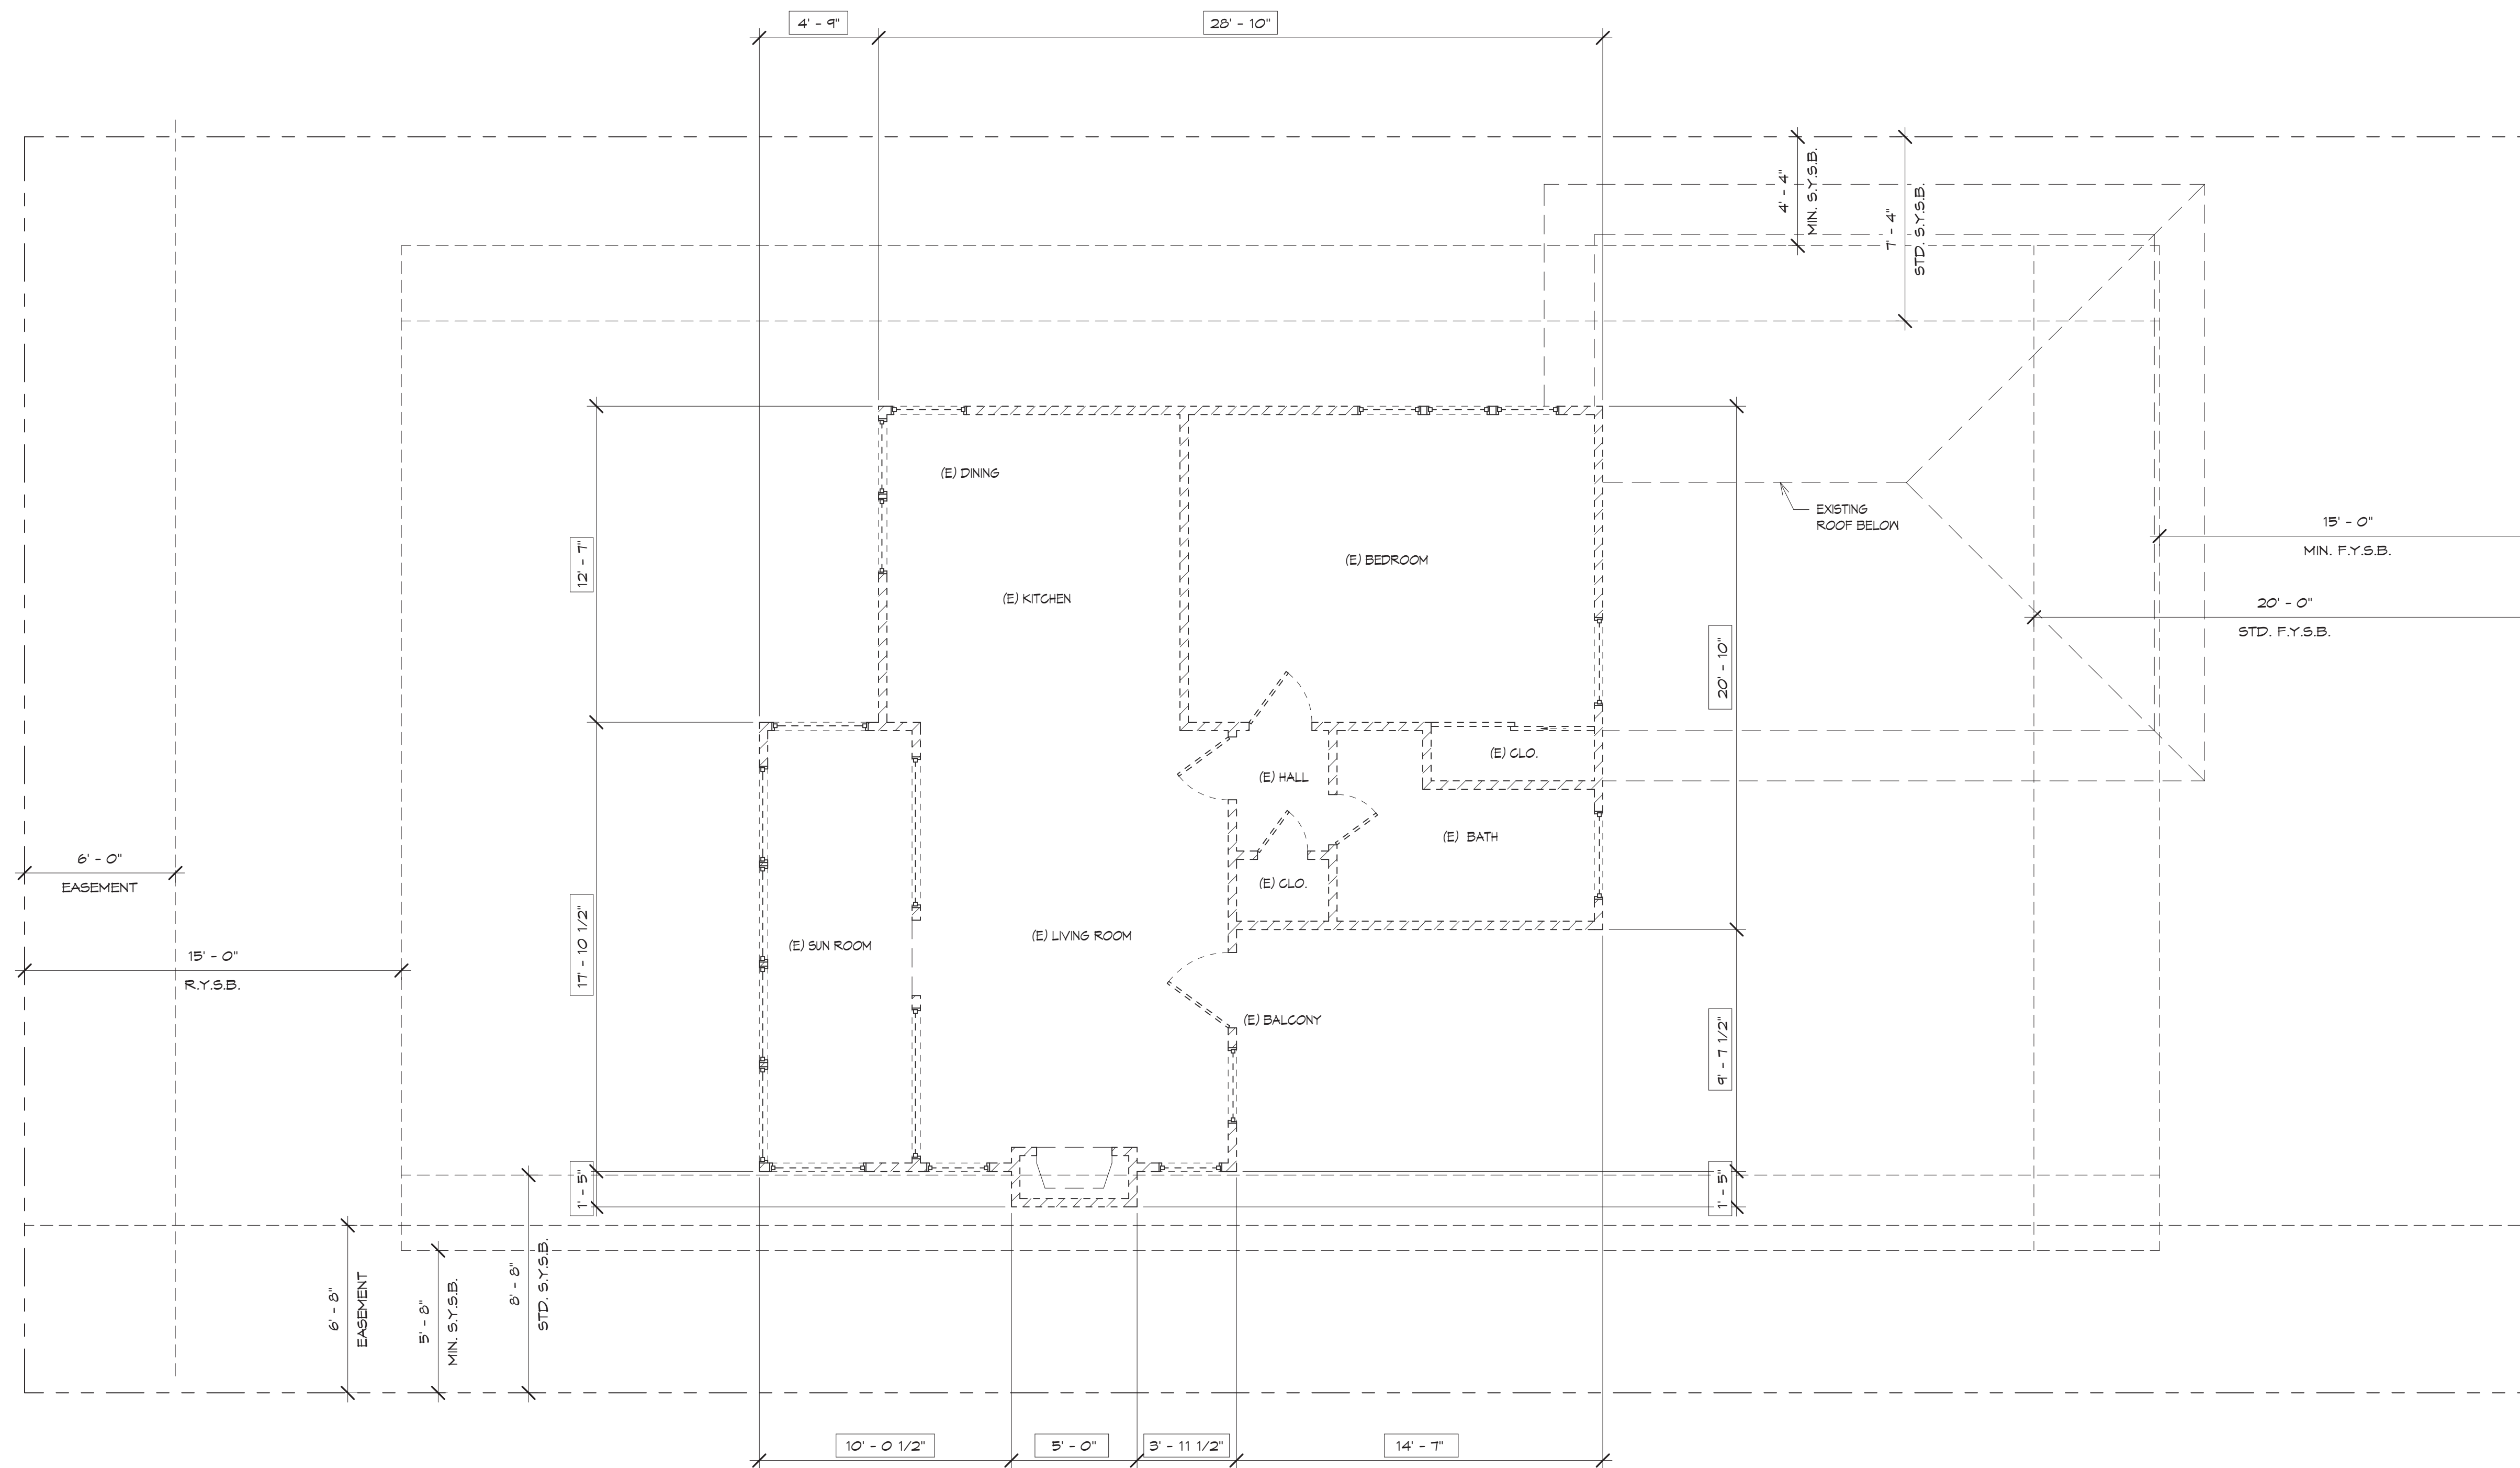 4' - 9"
28' - 10"
4' - 4"
MIN. S.Y.S.B.
7' - 4"
STD. S.Y.S.B.
(E) DINING
EXISTING
ROOF BELOW
15' - 0"
MIN. F.Y.S.B.
12' - 7"
(E) BEDROOM
(E) KITCHEN
20' - 0"
STD. F.Y.S.B.
20' - 10"
(E) CLO.
(E) HALL
(E) BATH
6' - 0"
EASEMENT
(E) CLO.
17' - 10 1/2"
(E) SUN ROOM
(E) LIVING ROOM
15' - 0"
R.Y.S.B.
(E) BALCONY
9' - 7 1/2"
1' - 5"
1' - 5"
6' - 8"
EASEMENT
5' - 8"
MIN. S.Y.S.B.
8' - 8"
STD. S.Y.S.B.
10' - 0 1/2"
5' - 0"
3' - 11 1/2"
14' - 7"